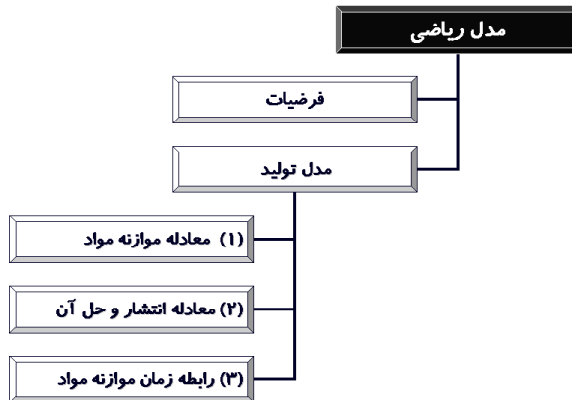 مدل ریاضی
فرضیات
مدل تولید
(۱) معادله موازنه مواد
(۲) معادله انتشار و حل آن
(۳) رابطه زمان موازنه مواد